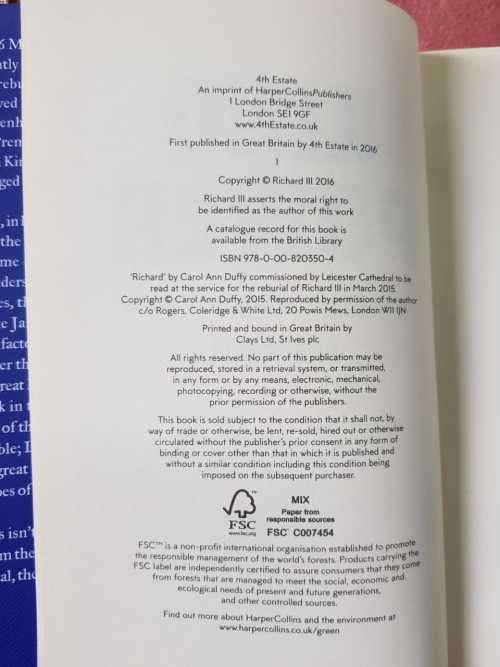 4th Estate
An imprint of HarperCollinsPublishers
1 London Bridge Street
London SE1 9GF
www.4thEstate.co.uk
First published in Great Britain by 4th Estate in 2016
1
Copyright © Richard III 2016
Richard III asserts the moral right to
be identified as the author of this work
A catalogue record for this book is
available from the British Library
ISBN 978-0-00-820350-4
'Richard' by Carol Ann Duffy commissioned by Leicester Cathedral to be
read at the service for the reburial of Richard III in March 2015.
Copyright © Carol Ann Duffy, 2015. Reproduced by permission of the author
c/o Rogers, Coleridge & White Ltd, 20 Powis Mews, London W11 1JN
Printed and bound in Great Britain by
Clays Ltd, St Ives plc
All rights reserved. No part of this publication may be
reproduced, stored in a retrieval system, or transmitted,
in any form or by any means, electronic, mechanical,
photocopying, recording or otherwise, without the
prior permission of the publishers.
This book is sold subject to the condition that it shall not, by
way of trade or otherwise, be lent, re-sold, hired out or otherwise
circulated without the publisher's prior consent in any form of
binding or cover other than that in which it is published and
without a similar condition including this condition being
imposed on the subsequent purchaser.
FSC
www.fsc.org
MIX
Paper from
responsible sources
FSC® C007454
FSC™ is a non-profit international organisation established to promote
the responsible management of the world's forests. Products carrying the
FSC label are independently certified to assure consumers that they come
from forests that are managed to meet the social, economic and
ecological needs of present and future generations,
and other controlled sources.
Find out more about HarperCollins and the environment at
www.harpercollins.co.uk/green